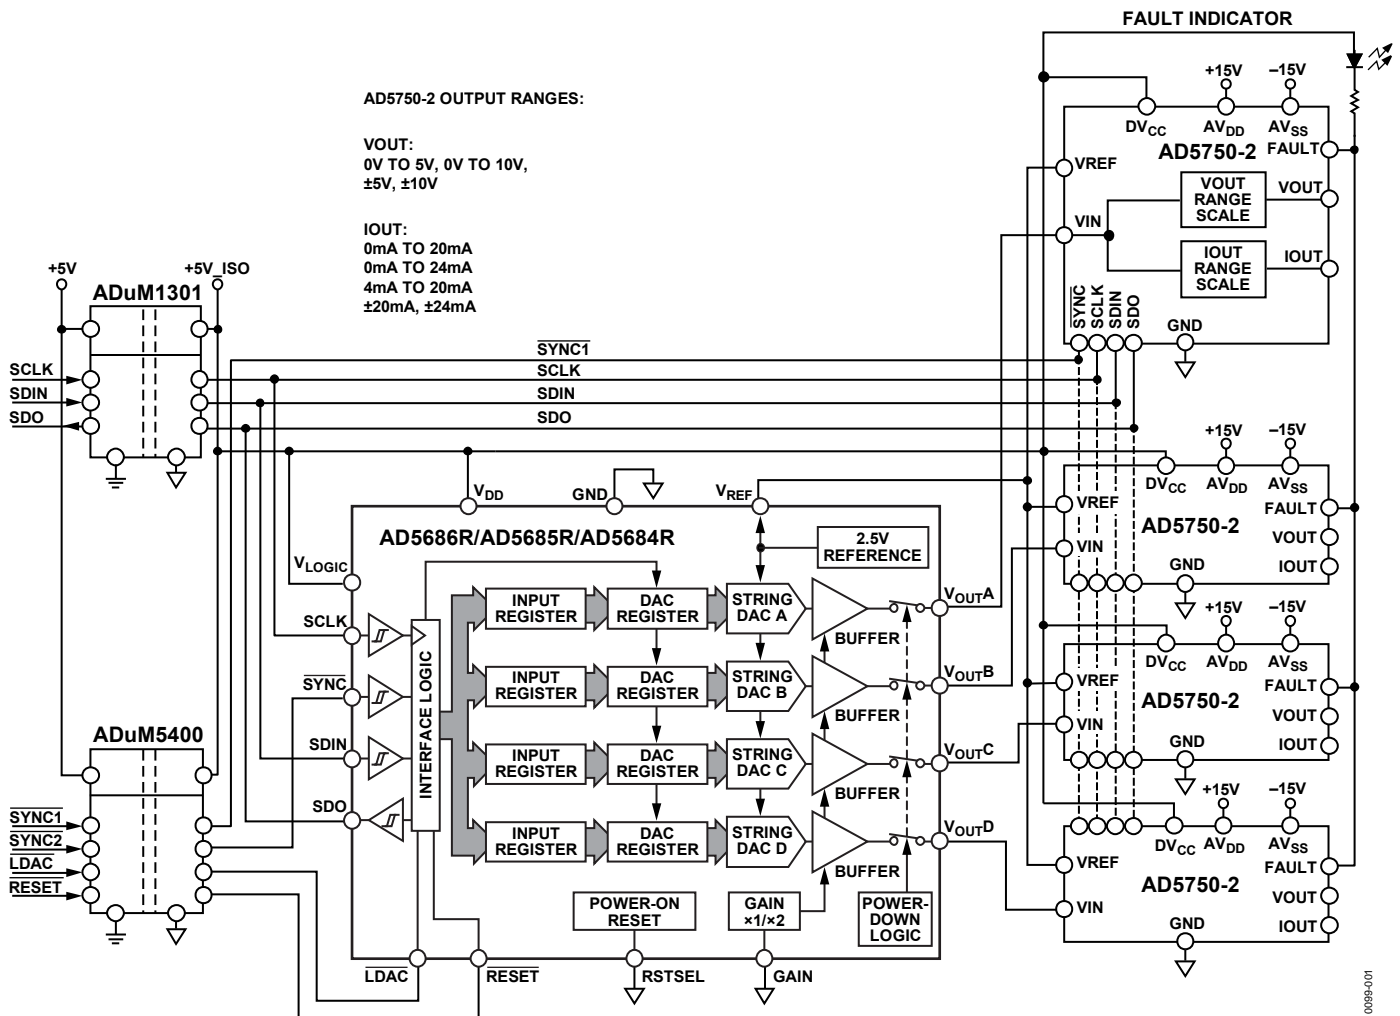 FAULT INDICATOR
AD5750-2 OUTPUT RANGES:
VOUT:
0V TO 5V, 0V TO 10V,
±5V, ±10V
IOUT:
0mA TO 20mA
0mA TO 24mA
4mA TO 20mA
±20mA, ±24mA
+15V
–15V
DVCC
AVDD
AVSS
AD5750-2
FAULT
VREF
VOUT
RANGE
SCALE
VOUT
VIN
IOUT
RANGE
SCALE
IOUT
SYNC
SCLK
SDIN
SDO
GND
+5V
+5V_ISO
ADuM1301
SCLK
SDIN
SDO
SYNC1
SCLK
SDIN
SDO
+15V
–15V
DVCC
AVDD
AVSS
VREF
AD5750-2
FAULT
VOUT
VIN
GND
IOUT
VDD
GND
VREF
AD5686R/AD5685R/AD5684R
2.5V
REFERENCE
VLOGIC
SCLK
SYNC
SDIN
SDO
INTERFACE LOGIC
INPUT
REGISTER
DAC
REGISTER
STRING
DAC A
BUFFER
VOUTA
INPUT
REGISTER
DAC
REGISTER
STRING
DAC B
BUFFER
VOUTB
INPUT
REGISTER
DAC
REGISTER
STRING
DAC C
BUFFER
VOUTC
INPUT
REGISTER
DAC
REGISTER
STRING
DAC D
BUFFER
VOUTD
+15V
–15V
DVCC
AVDD
AVSS
VREF
AD5750-2
FAULT
VIN
VOUT
GND
IOUT
ADuM5400
SYNC1
SYNC2
LDAC
RESET
POWER-ON
RESET
GAIN
×1/×2
POWER-
DOWN
LOGIC
LDAC
RESET
RSTSEL
GAIN
+15V
–15V
DVCC
AVDD
AVSS
VREF
AD5750-2
FAULT
VIN
VOUT
GND
IOUT
0099-001